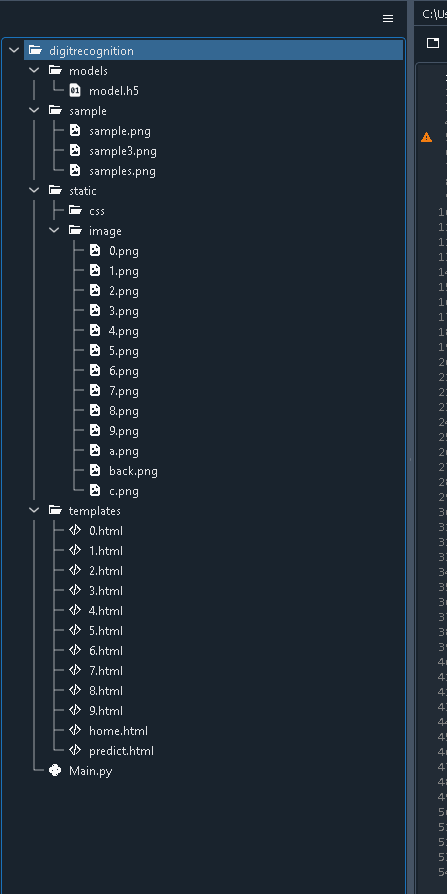 C:\Us
digitrecognition
models
model.h5
sample
sample.png
sample3.png
samples.png
static
css
image
0.png
1.png
2.png
3.png
4.png
5.png
6.png
7.png
8.png
9.png
a.png
back.png
c.png
templates
0.html
1.html
2.html
3.html
4.html
5.html
6.html
7.html
8.html
9.html
home.html
predict.html
Main.py